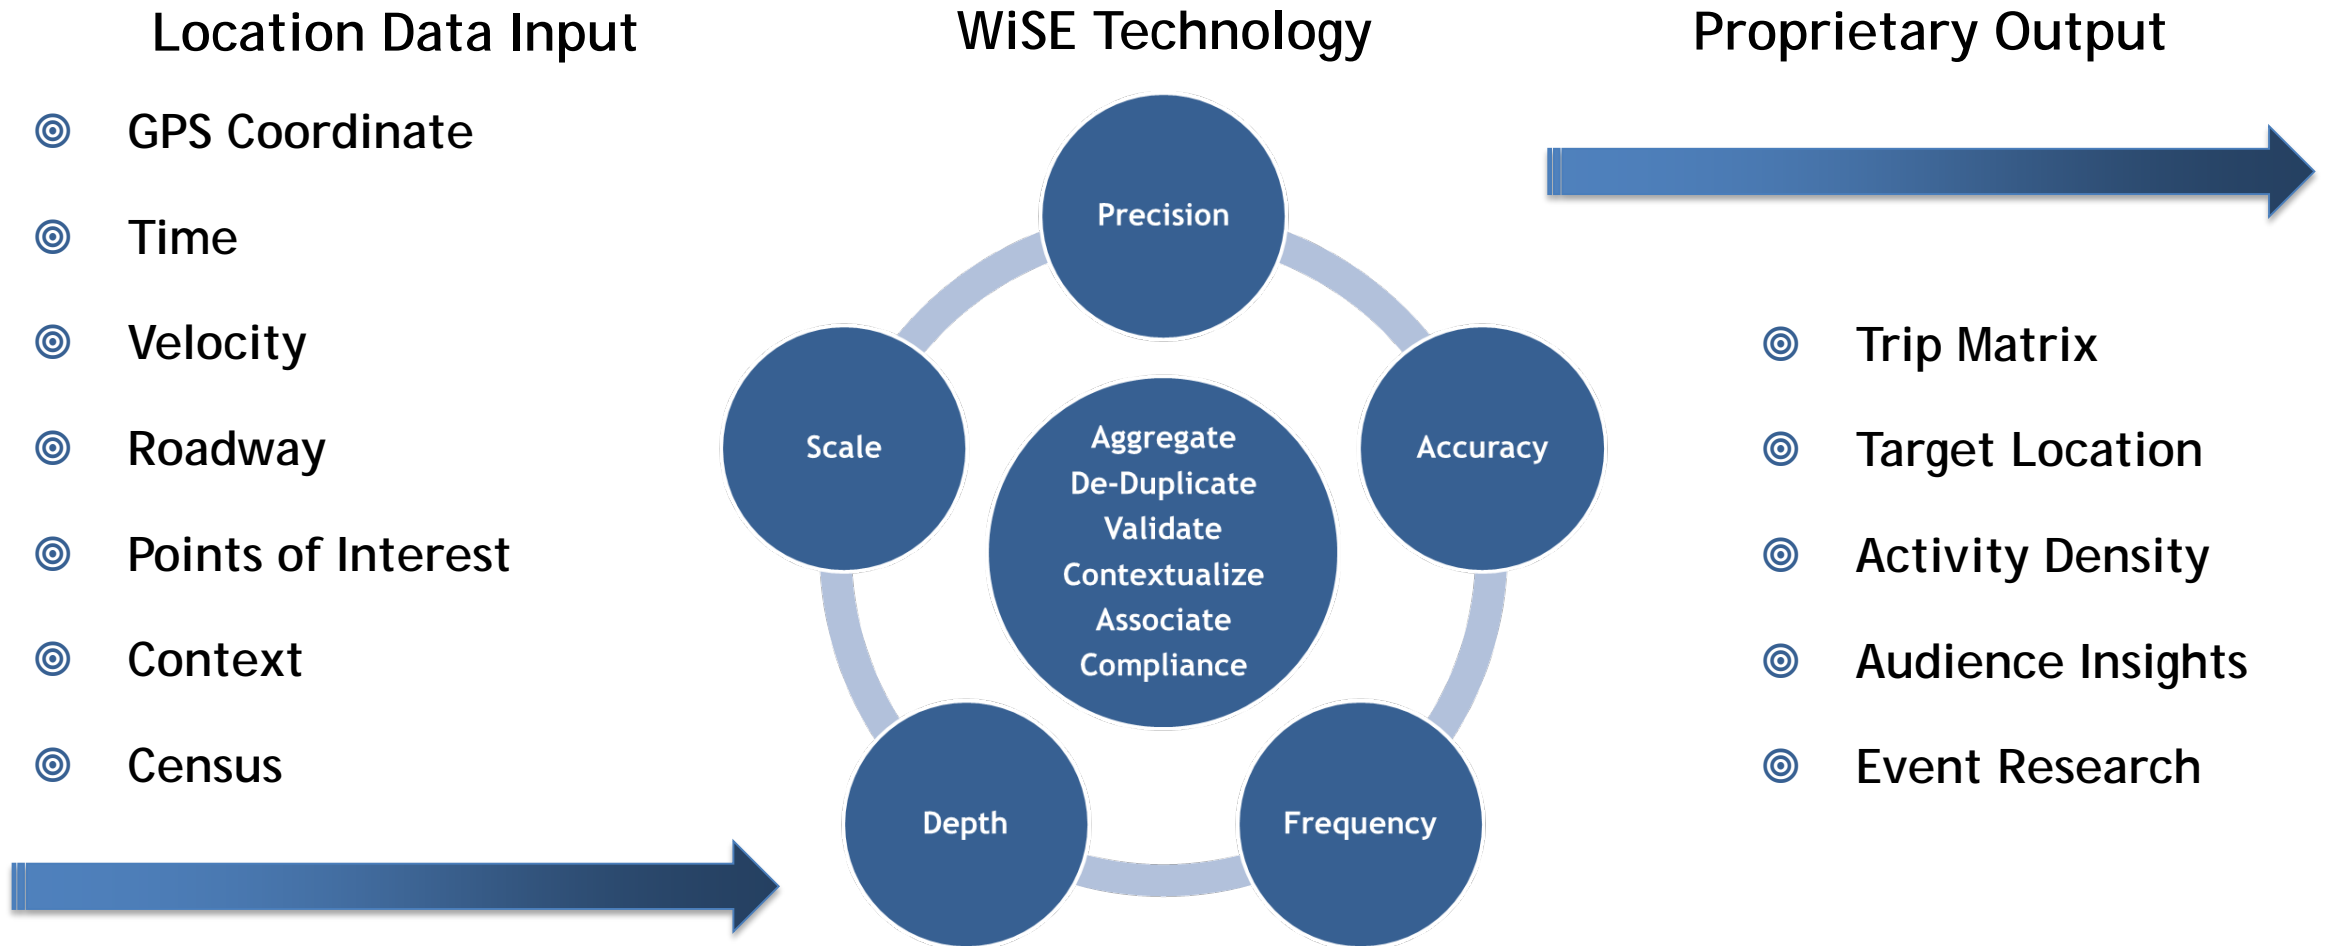 Location Data Input
GPS Coordinate
Time
Velocity
Roadway
Points of Interest
Context
Census
WiSE Technology
Precision
Scale
Accuracy
Aggregate
De-Duplicate
Validate
Contextualize
Associate
Compliance
Depth
Frequency
Proprietary Output
Trip Matrix
Target Location
Activity Density
Audience Insights
Event Research